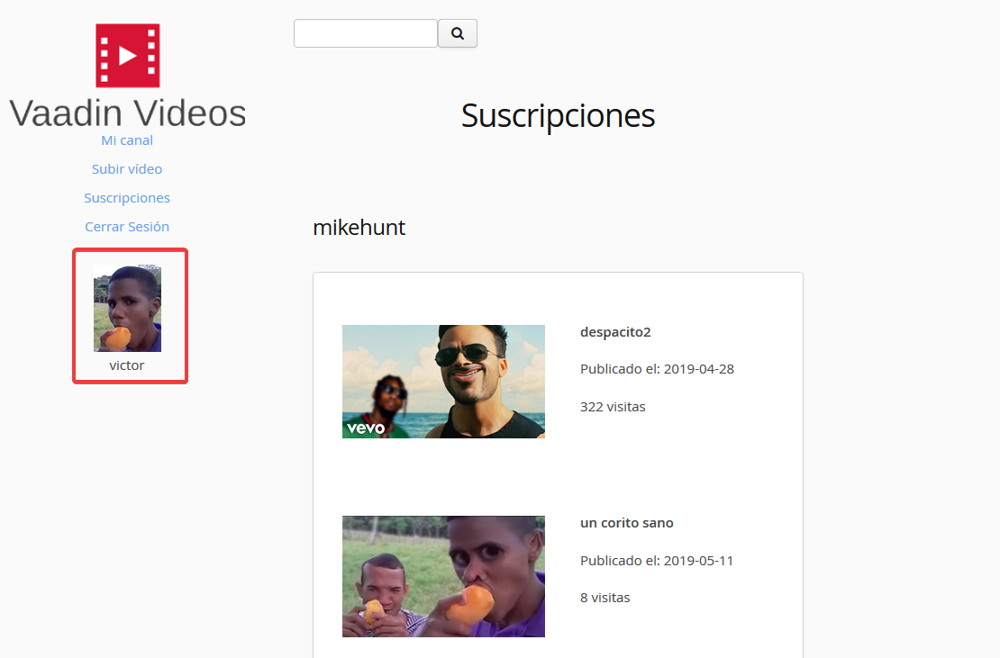 Vaadin Videos
Mi canal
Subir vídeo
Suscripciones
Cerrar Sesión
victor
Suscripciones
mikehunt
vevo
despacito2
Publicado el: 2019-04-28
322 visitas
un corito sano
Publicado el: 2019-05-11
8 visitas